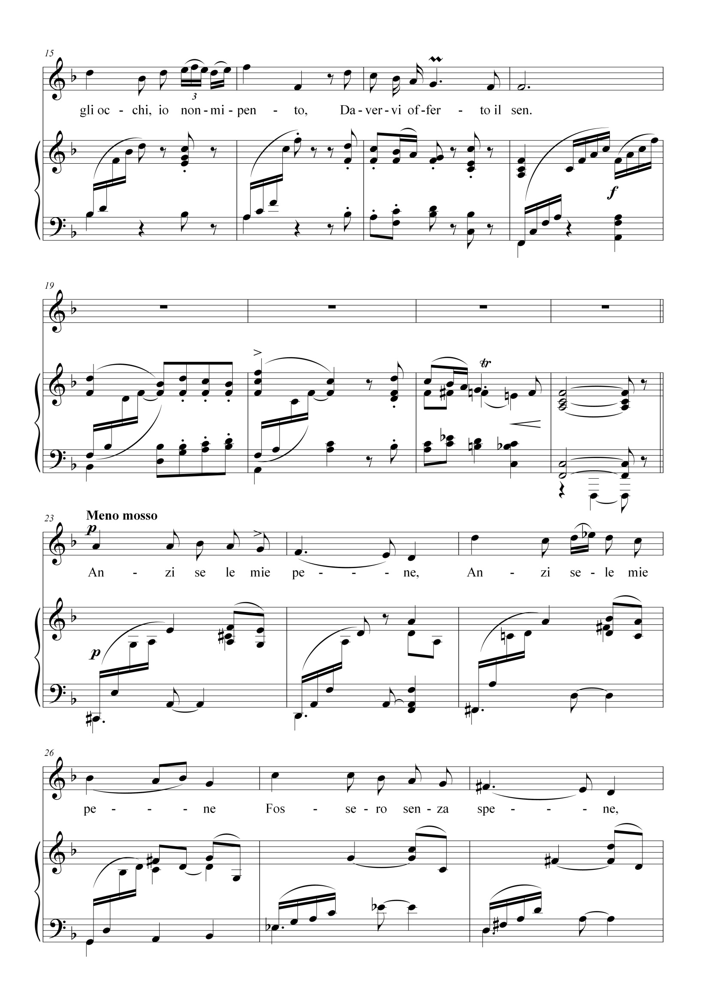 15
3
gli oc - chi, io non - mi - pen - to, Da - ver - vi of - fer - to il sen.
f
19
tr
23 Meno mosso
p
An - zi se le mie pe - - - ne, An - zi se - le mie
p
26
pe - - - ne Fos - se - ro sen - za spe - - - ne,